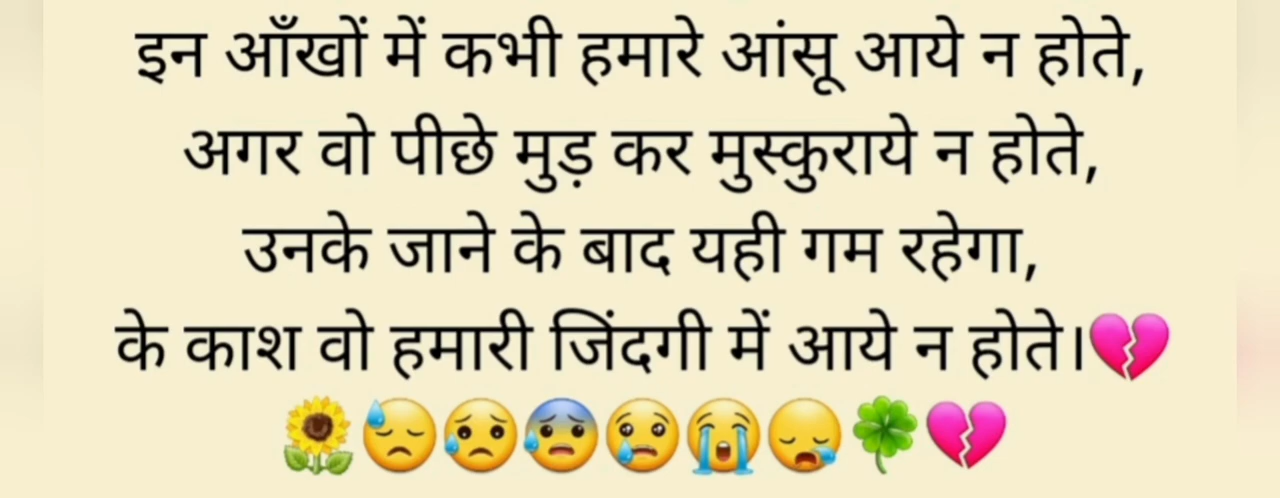 इन आँखों में कभी हमारे आंसू आये न होते,
अगर वो पीछे मुड़ कर मुस्कुराये न होते,
उनके जाने के बाद यही गम रहेगा,
के काश वो हमारी जिंदगी में आये न होते।💔
🌻😓😥😰😢😭😪🍀💔